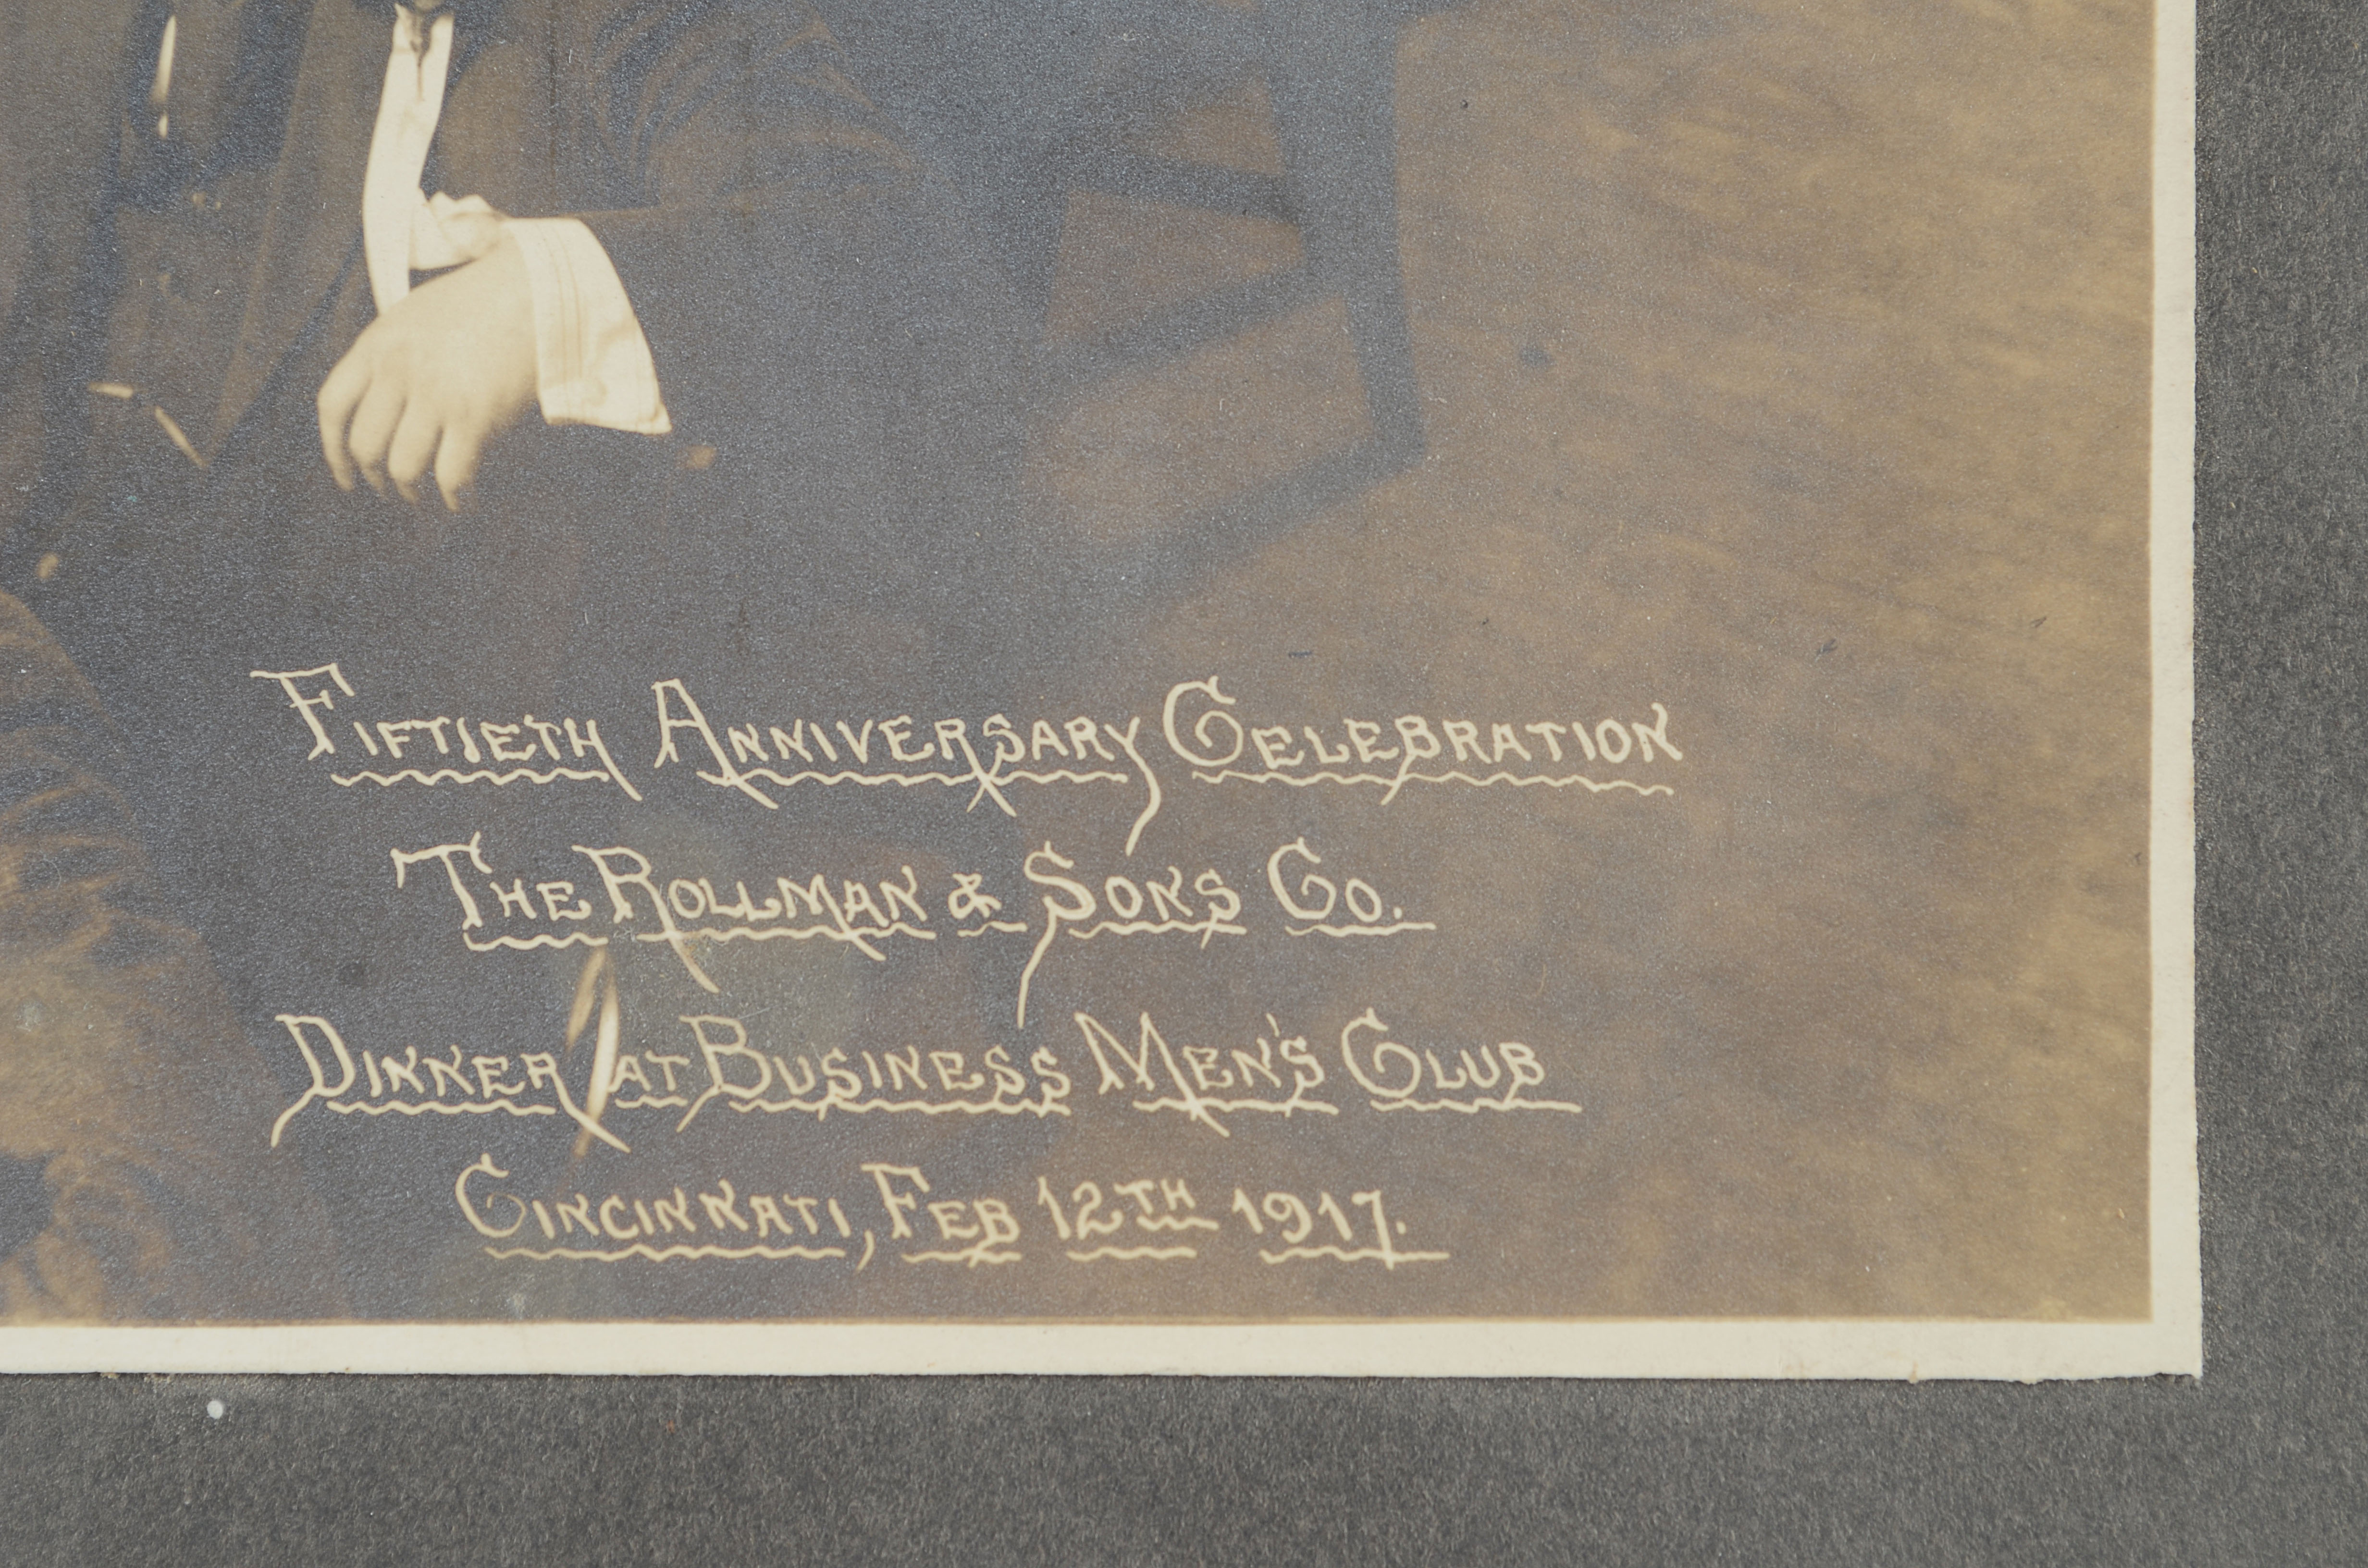 Fiftieth Anniversary Celebration
The Rollman & Sons Co.
Dinner at Business Men's Club
Cincinnati, Feb 12TH 1917.